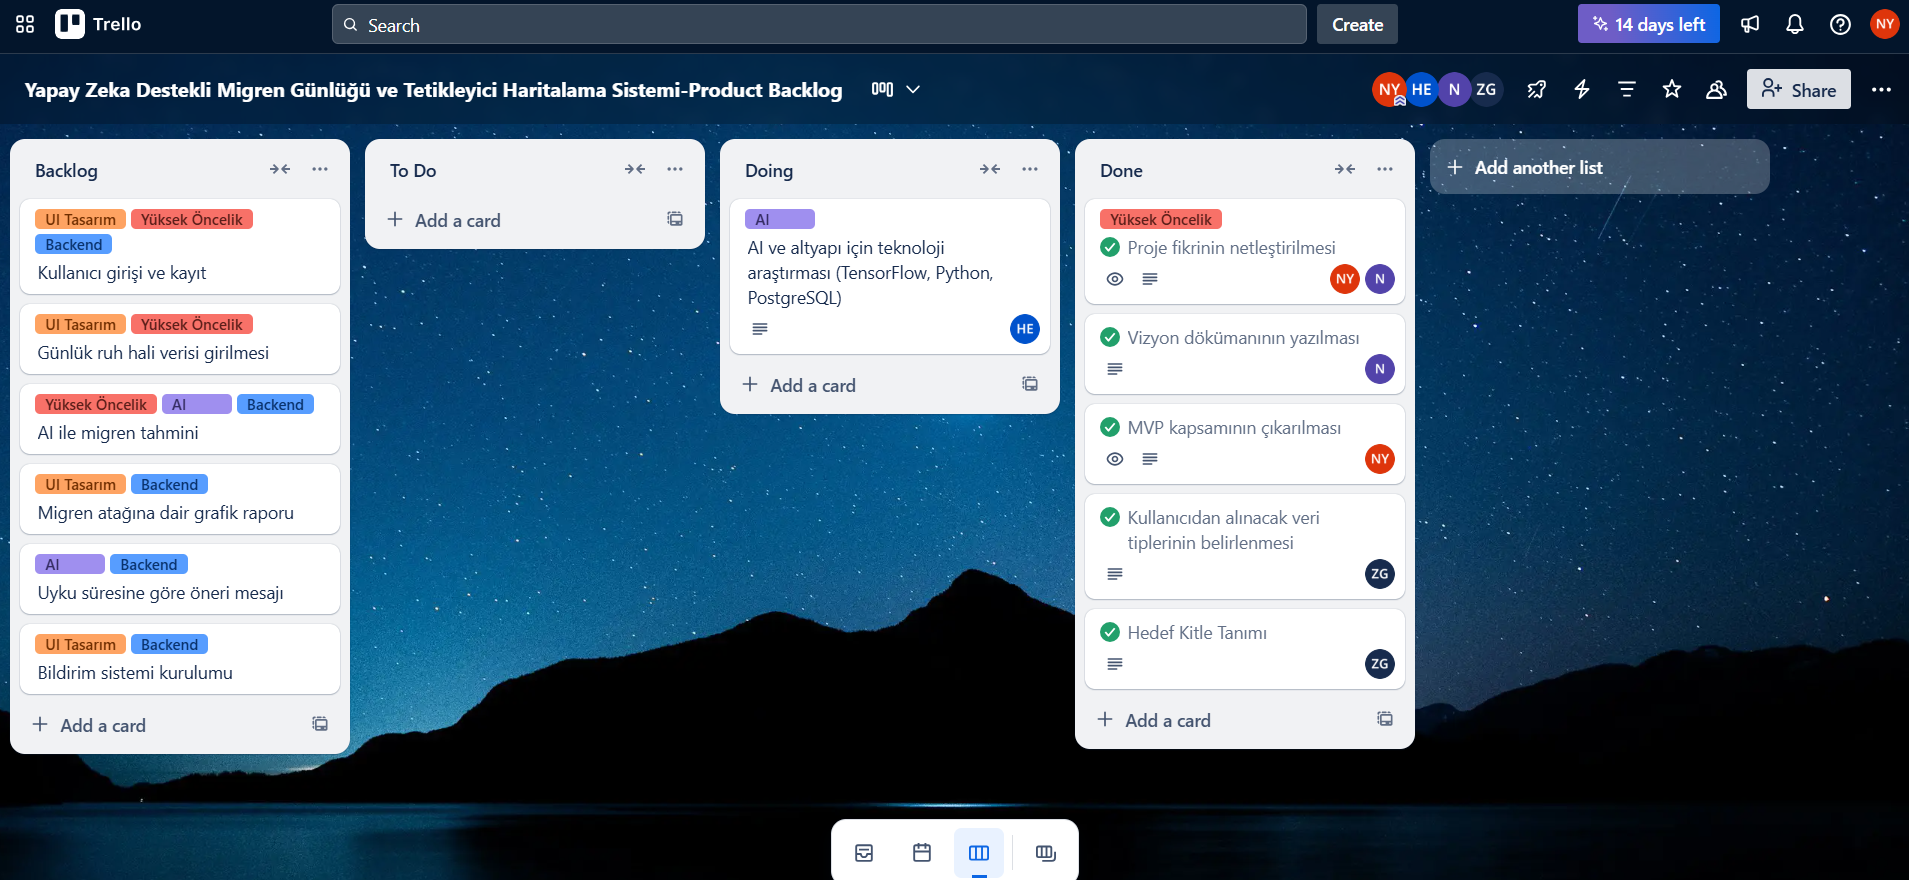 Trello
Search
Create
14 days left
NY
Yapay Zeka Destekli Migren Günlüğü ve Tetikleyici Haritalama Sistemi-Product Backlog
NY HE N ZG
Share
Backlog
UI Tasarım Yüksek Öncelik
Backend
Kullanıcı girişi ve kayıt
UI Tasarım Yüksek Öncelik
Günlük ruh hali verisi girilmesi
Yüksek Öncelik AI Backend
AI ile migren tahmini
UI Tasarım Backend
Migren atağına dair grafik raporu
AI Backend
Uyku süresine göre öneri mesajı
UI Tasarım Backend
Bildirim sistemi kurulumu
Add a card
To Do
Add a card
Doing
AI
AI ve altyapı için teknoloji
araştırması (TensorFlow, Python,
PostgreSQL)
HE
Add a card
Done
Yüksek Öncelik
Proje fikrinin netleştirilmesi
NY N
Vizyon dökümanının yazılması
N
MVP kapsamının çıkarılması
NY
Kullanıcıdan alınacak veri
tiplerinin belirlenmesi
ZG
Hedef Kitle Tanımı
ZG
Add a card
Add another list